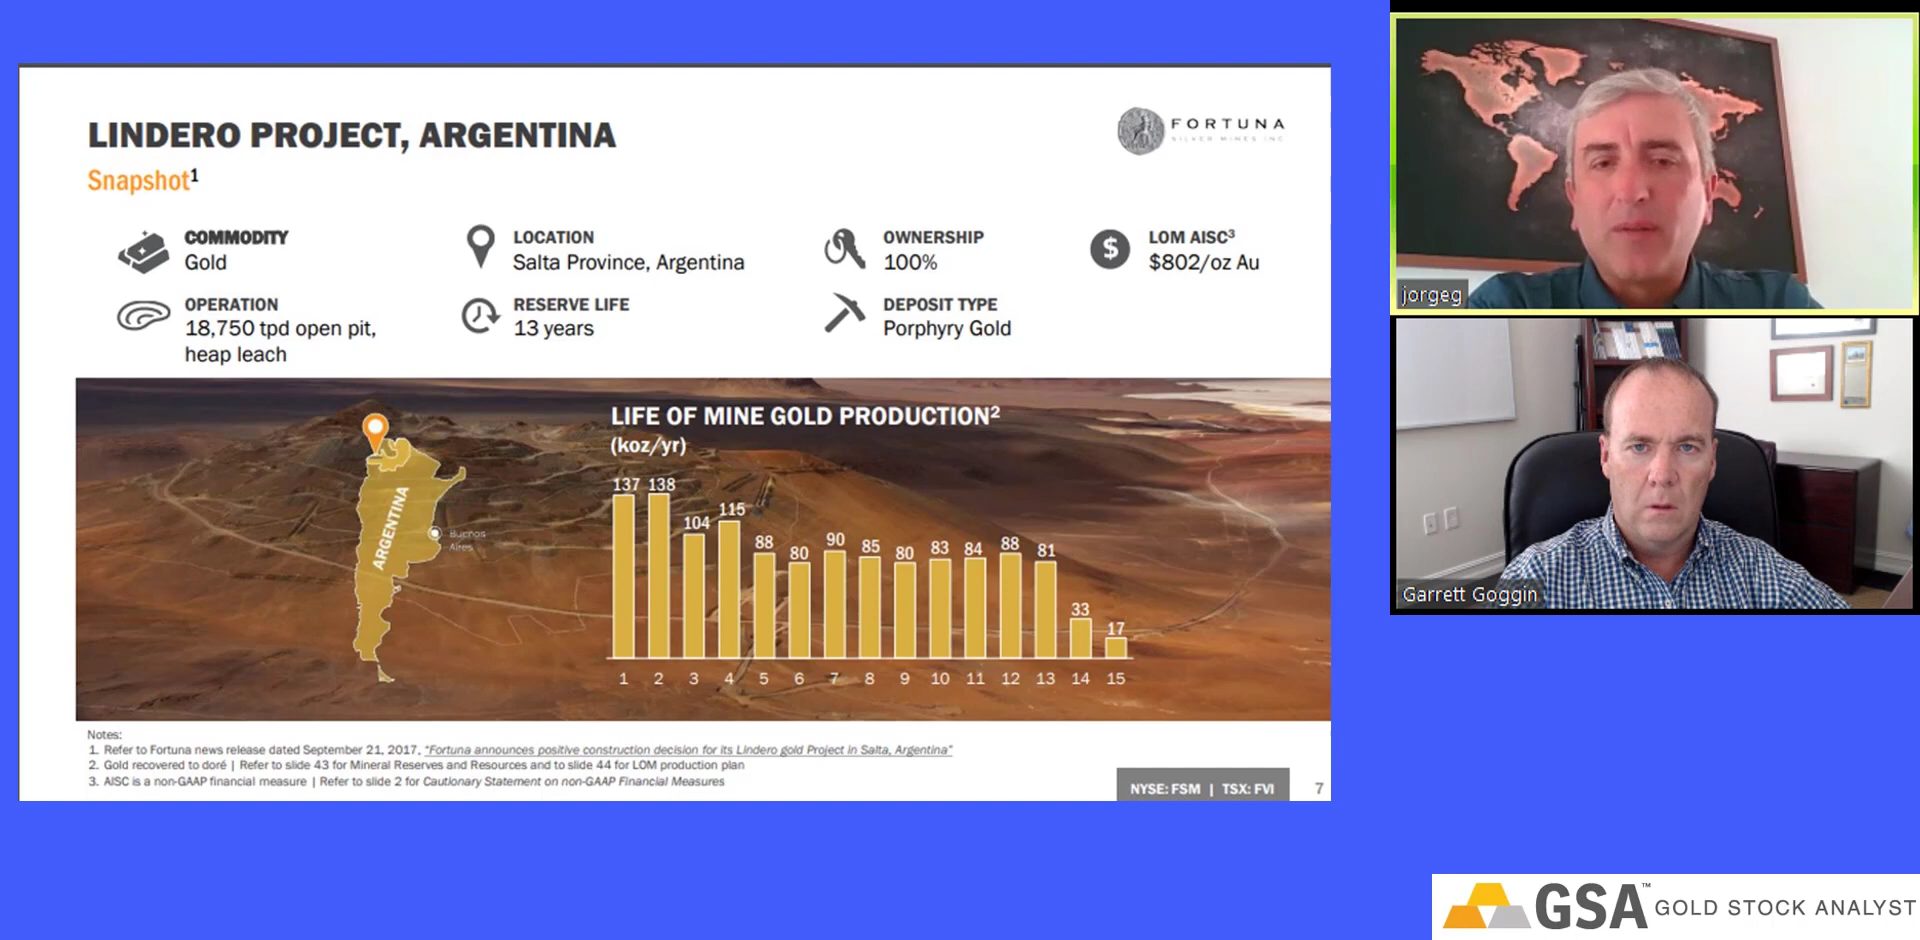 LINDERO PROJECT, ARGENTINA
Snapshot1
FORTUNA
SILVER MINES INC
COMMODITY
Gold
LOCATION
Salta Province, Argentina
OWNERSHIP
100%
$
LOM AISC3
$802/oz Au
OPERATION
18,750 tpd open pit,
heap leach
RESERVE LIFE
13 years
DEPOSIT TYPE
Porphyry Gold
ARGENTINA
Buenos
Aires
LIFE OF MINE GOLD PRODUCTION2
(koz/yr)
137 138 104 115 88 80 90 85 80 83 84 88 81 33 17
1 2 3 4 5 6 7 8 9 10 11 12 13 14 15
Notes:
1. Refer to Fortuna news release dated September 21, 2017, "Fortuna announces positive construction decision for its Lindero gold Project in Salta, Argentina"
2. Gold recovered to doré | Refer to slide 43 for Mineral Reserves and Resources and to slide 44 for LOM production plan
3. AISC is a non-GAAP financial measure | Refer to slide 2 for Cautionary Statement on non-GAAP Financial Measures
NYSE: FSM | TSX: FVI
7
jorgeg
Garrett Goggin
GSA™ GOLD STOCK ANALYST